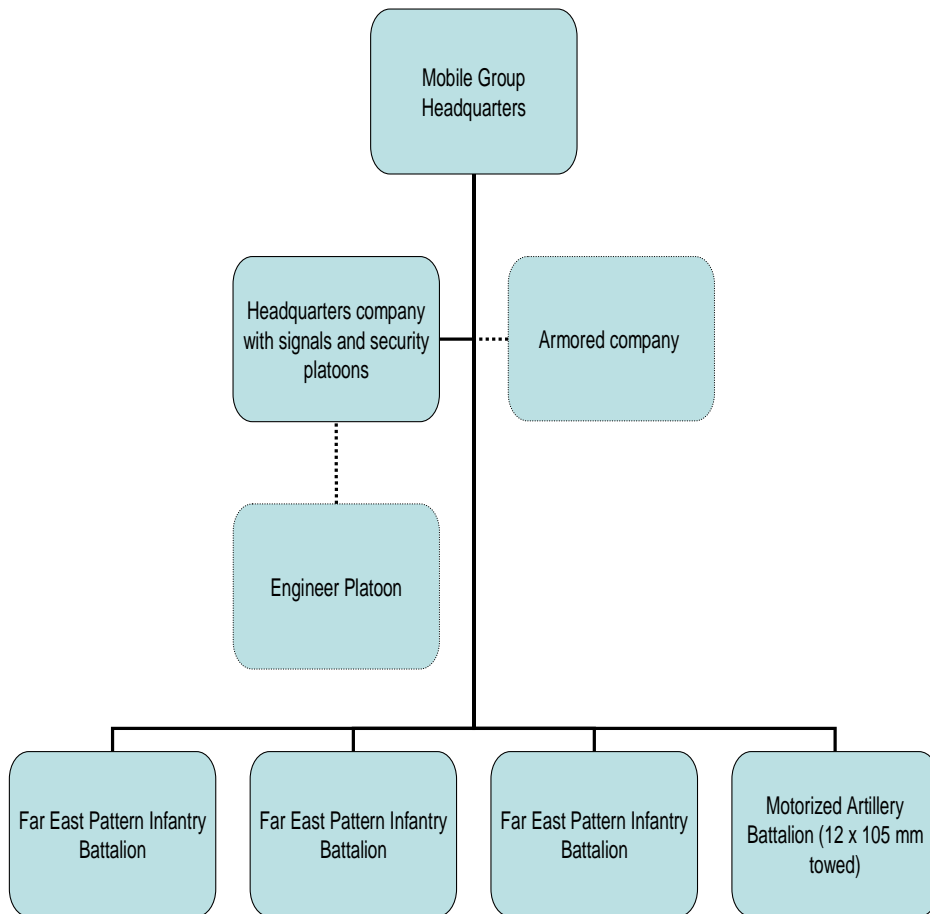 Mobile Group
Headquarters
Headquarters company
with signals and security
platoons
Armored company
Engineer Platoon
Far East Pattern Infantry
Battalion
Far East Pattern Infantry
Battalion
Far East Pattern Infantry
Battalion
Motorized Artillery
Battalion (12 x 105 mm
towed)